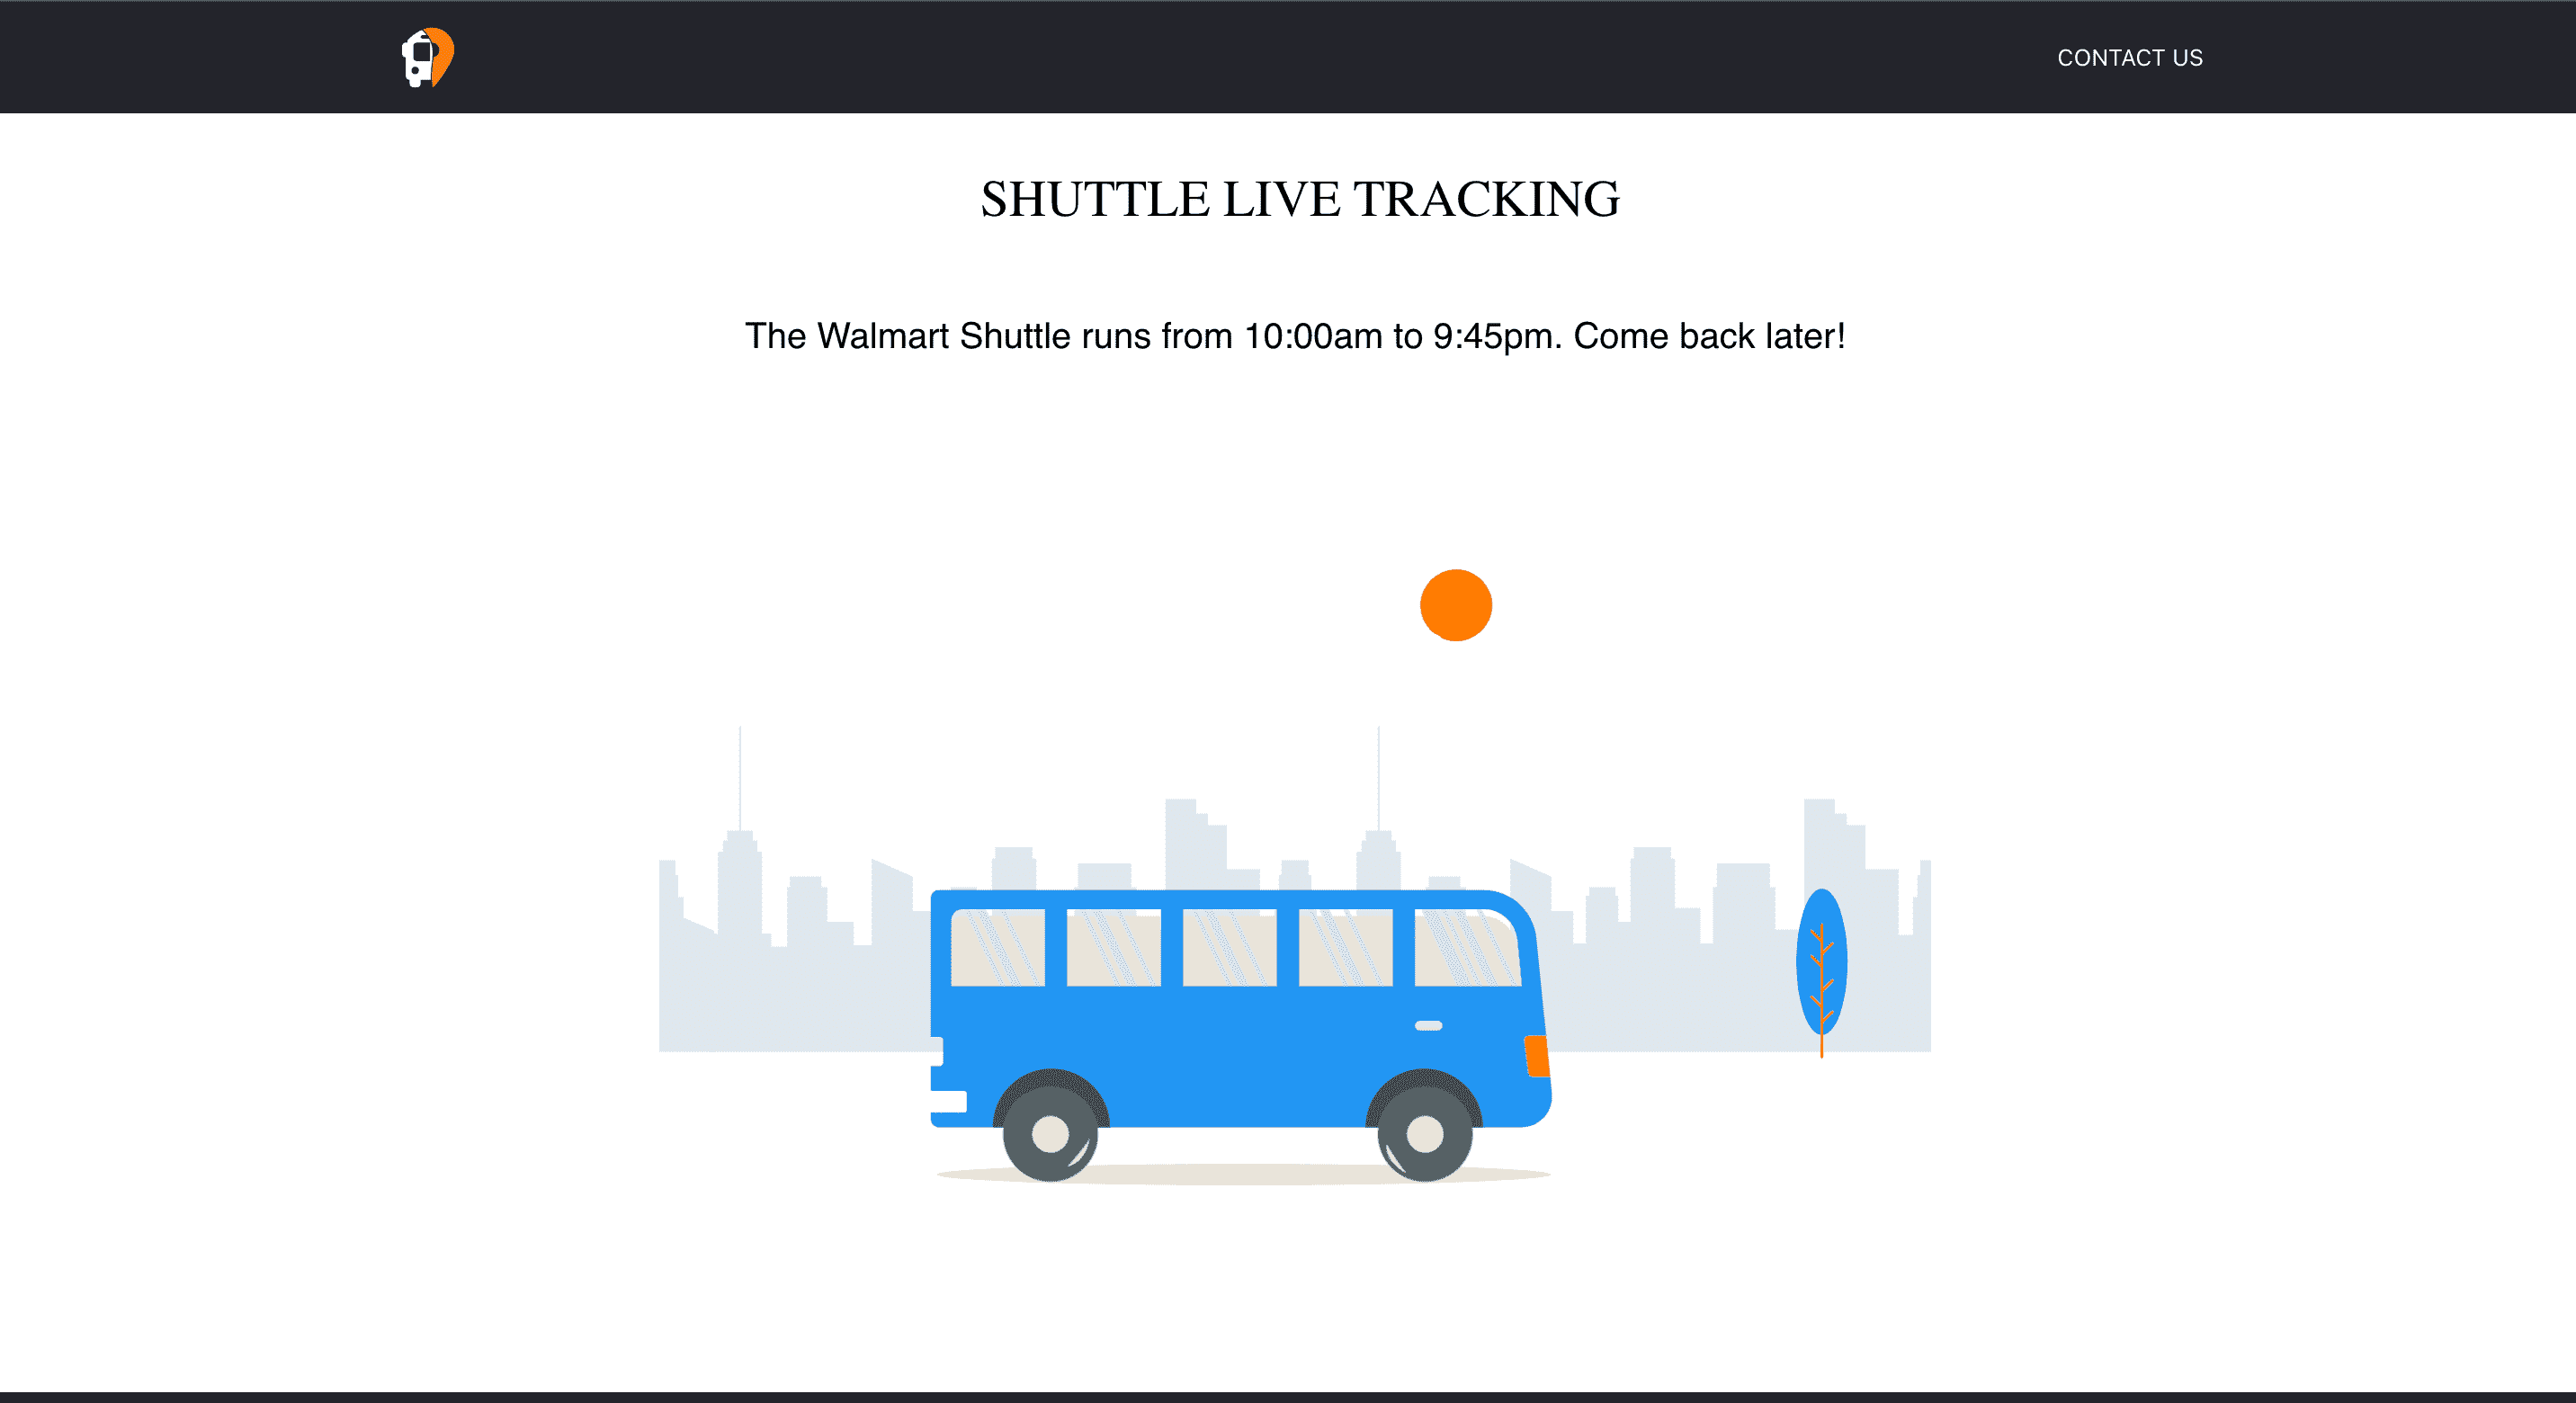 CONTACT US
SHUTTLE LIVE TRACKING
The Walmart Shuttle runs from 10:00am to 9:45pm. Come back later!